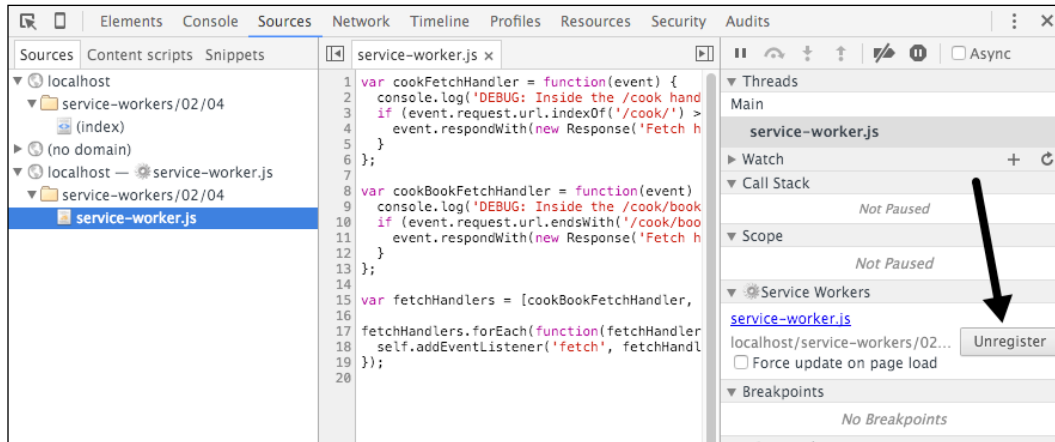 Elements Console Sources Network Timeline Profiles Resources Security Audits
Sources Content scripts Snippets
localhost
service-workers/02/04
(index)
(no domain)
localhost — service-worker.js
service-workers/02/04
service-worker.js
service-worker.js ×
1 var cookFetchHandler = function(event) {
2 console.log('DEBUG: Inside the /cook hand
3 if (event.request.url.indexOf('/cook/') >
4 event.respondWith(new Response('Fetch h
5 }
6 };
7
8 var cookBookFetchHandler = function(event)
9 console.log('DEBUG: Inside the /cook/book
10 if (event.request.url.endsWith('/cook/boo
11 event.respondWith(new Response('Fetch h
12 }
13 };
14
15 var fetchHandlers = [cookBookFetchHandler,
16
17 fetchHandlers.forEach(function(fetchHandler
18 self.addEventListener('fetch', fetchHandl
19 });
20
Async
Threads
Main
service-worker.js
Watch
Call Stack
Not Paused
Scope
Not Paused
Service Workers
service-worker.js
localhost/service-workers/02... Unregister
Force update on page load
Breakpoints
No Breakpoints